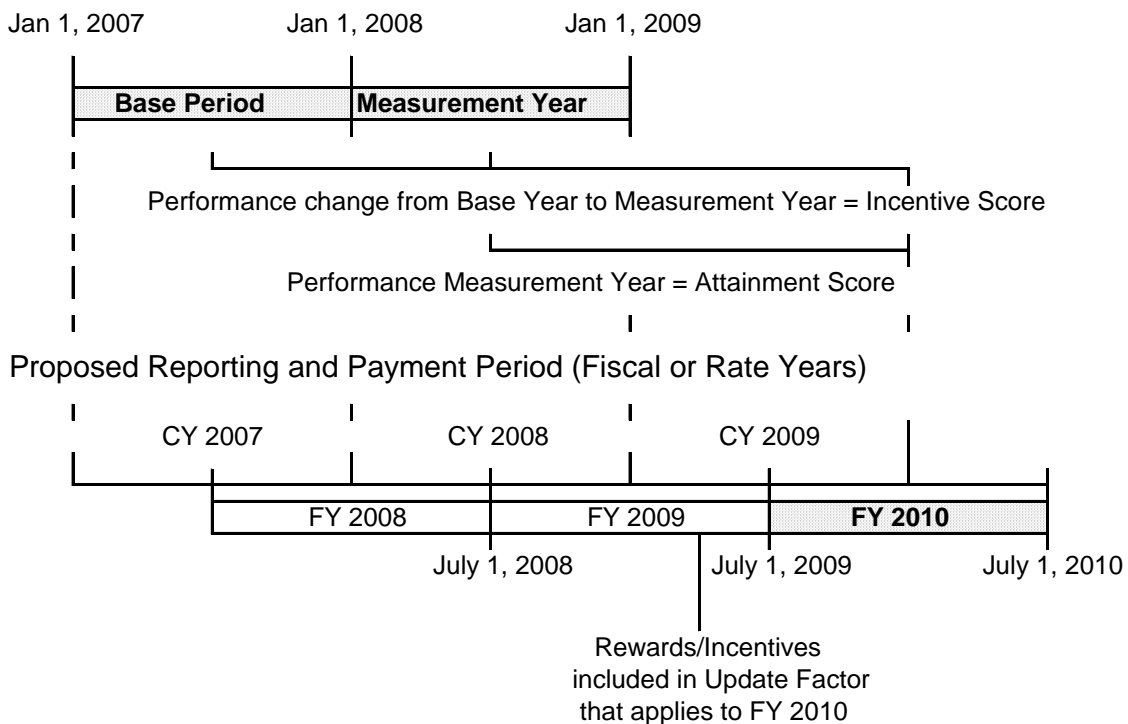 Jan 1, 2007 Jan 1, 2008 Jan 1, 2009
Base Period Measurement Year
Performance change from Base Year to Measurement Year = Incentive Score
Performance Measurement Year = Attainment Score
Proposed Reporting and Payment Period (Fiscal or Rate Years)
CY 2007 CY 2008 CY 2009
FY 2008 FY 2009 FY 2010
July 1, 2008 July 1, 2009 July 1, 2010
Rewards/Incentives
included in Update Factor
that applies to FY 2010